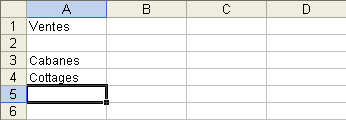 A B C D
1 Ventes
2
3 Cabanes
4 Cottages
5
6